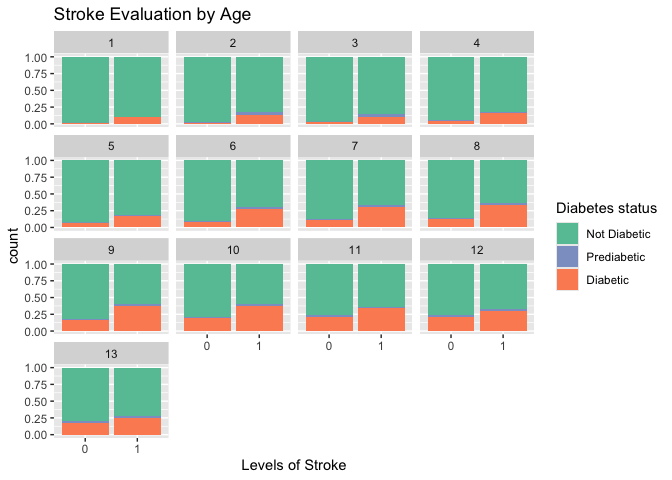 Stroke Evaluation by Age
1 2 3 4
1.00
0.75
0.50
0.25
0.00
5 6 7 8
1.00
0.75
0.50
0.25
0.00
9 10 11 12
1.00
0.75
0.50
0.25
0.00
0 1 0 1 0 1
13
1.00
0.75
0.50
0.25
0.00
0 1
count
Levels of Stroke
Diabetes status
Not Diabetic
Prediabetic
Diabetic